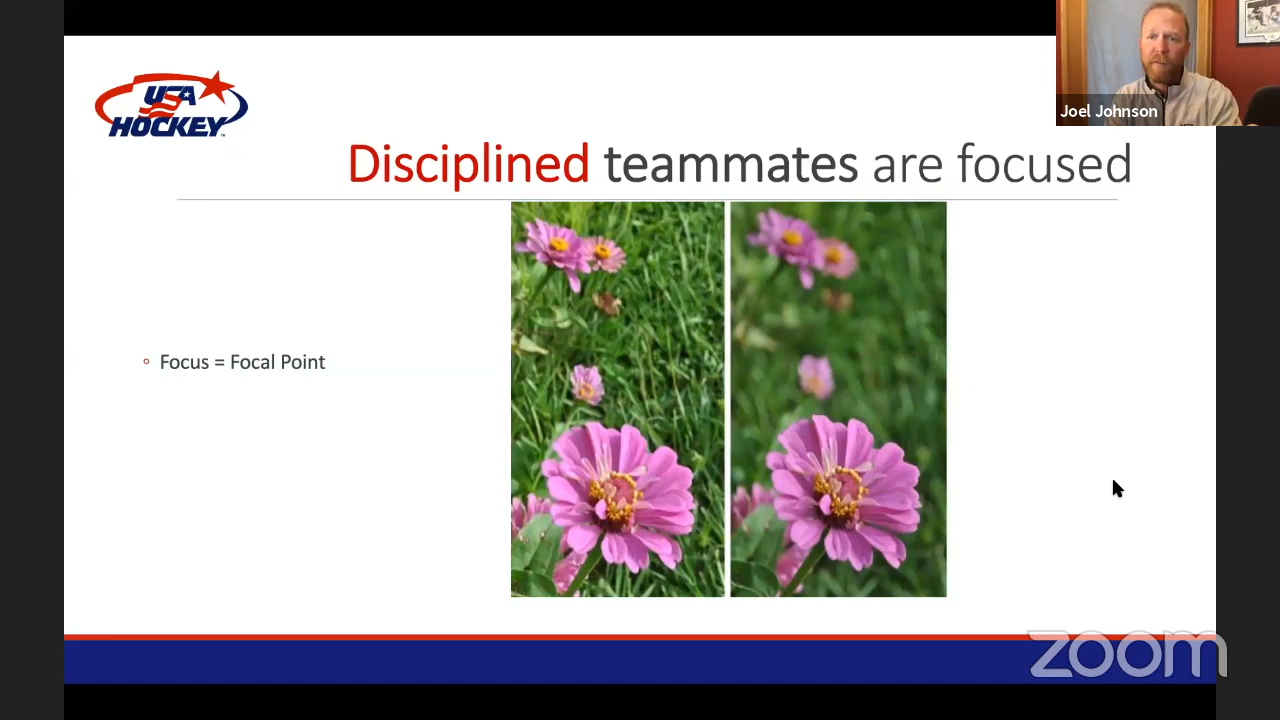 USA
HOCKEY
Joel Johnson
Disciplined teammates are focused
Focus = Focal Point
zoom